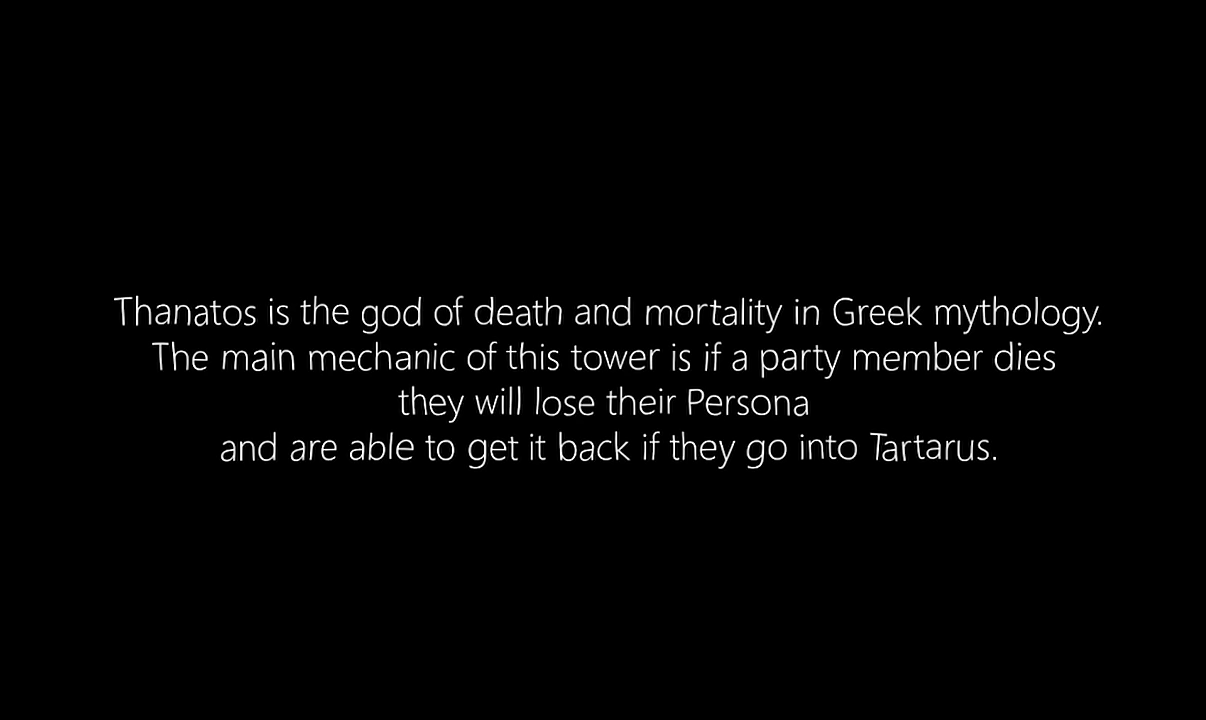 Thanatos is the god of death and mortality in Greek mythology.
The main mechanic of this tower is if a party member dies
they will lose their Persona
and are able to get it back if they go into Tartarus.